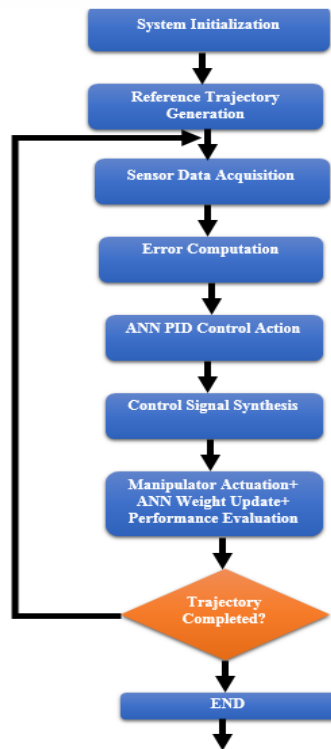 System Initialization
Reference Trajectory
Generation
Sensor Data Acquisition
Error Computation
ANN PID Control Action
Control Signal Synthesis
Manipulator Actuation+
ANN Weight Update+
Performance Evaluation
Trajectory
Completed?
END